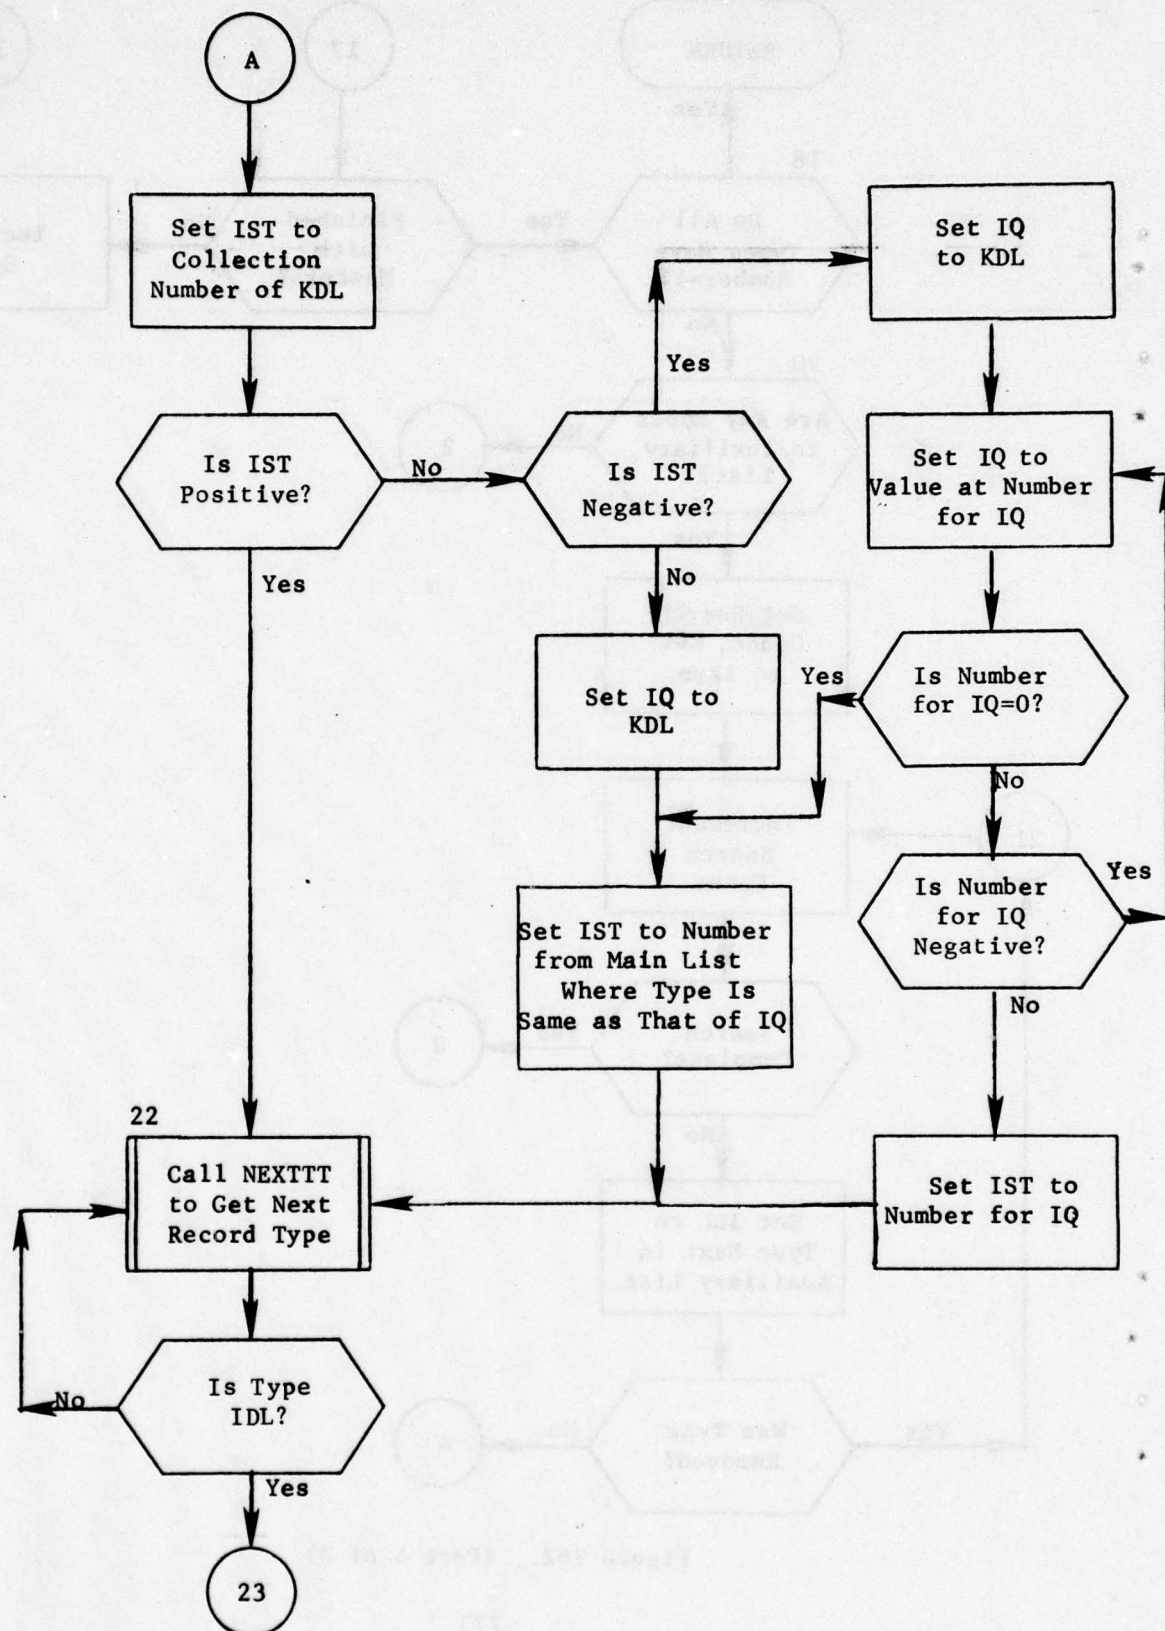 A
Set IST to
Collection
Number of KDL
Is IST
Positive?
No
Yes
Is IST
Negative?
Yes
No
Set IQ
to KDL
Set IQ to
Value at Number
for IQ
Is Number
for IQ=0?
Yes
No
Set IQ to
KDL
Is Number
for IQ
Negative?
Yes
No
Set IST to Number
from Main List
Where Type Is
Same as That of IQ
Set IST to
Number for IQ
22
Call NEXTTT
to Get Next
Record Type
Is Type
IDL?
No
Yes
23